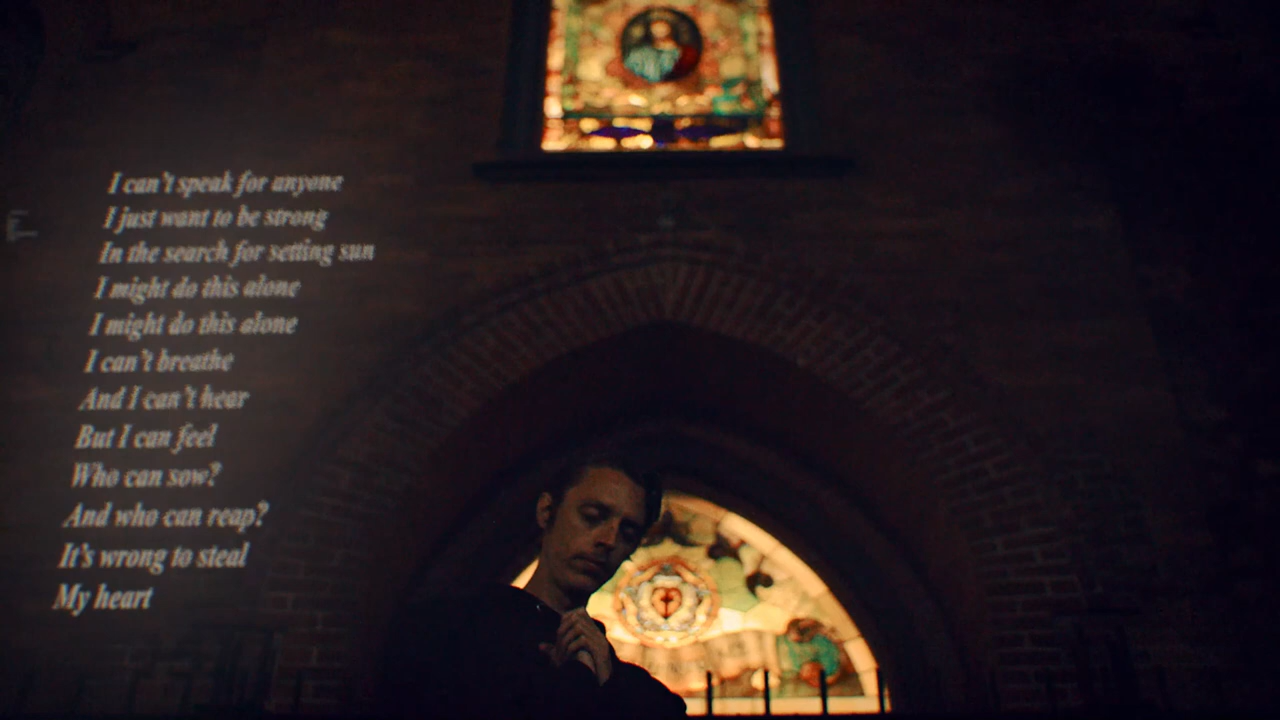 I can't speak for anyone
I just want to be strong
In the search for setting sun
I might do this alone
I might do this alone
I can't breathe
And I can't hear
But I can feel
Who can sow?
And who can reap?
It's wrong to steal
My heart